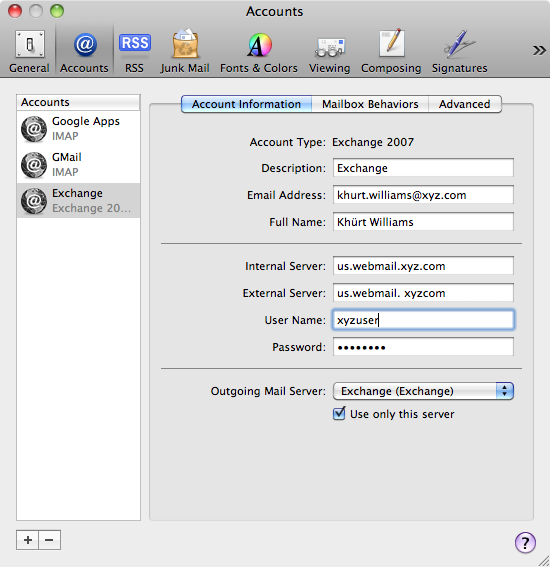 Accounts
General Accounts RSS Junk Mail Fonts & Colors Viewing Composing Signatures
RSS
Accounts
Google Apps
IMAP
GMail
IMAP
Exchange
Exchange 20...
Account Information Mailbox Behaviors Advanced
Account Type: Exchange 2007
Description: Exchange
Email Address: khurt.williams@xyz.com
Full Name: Khürt Williams
Internal Server: us.webmail.xyz.com
External Server: us.webmail. xyzcom
User Name: xyzuser
Password: ••••••••
Outgoing Mail Server: Exchange (Exchange)
Use only this server